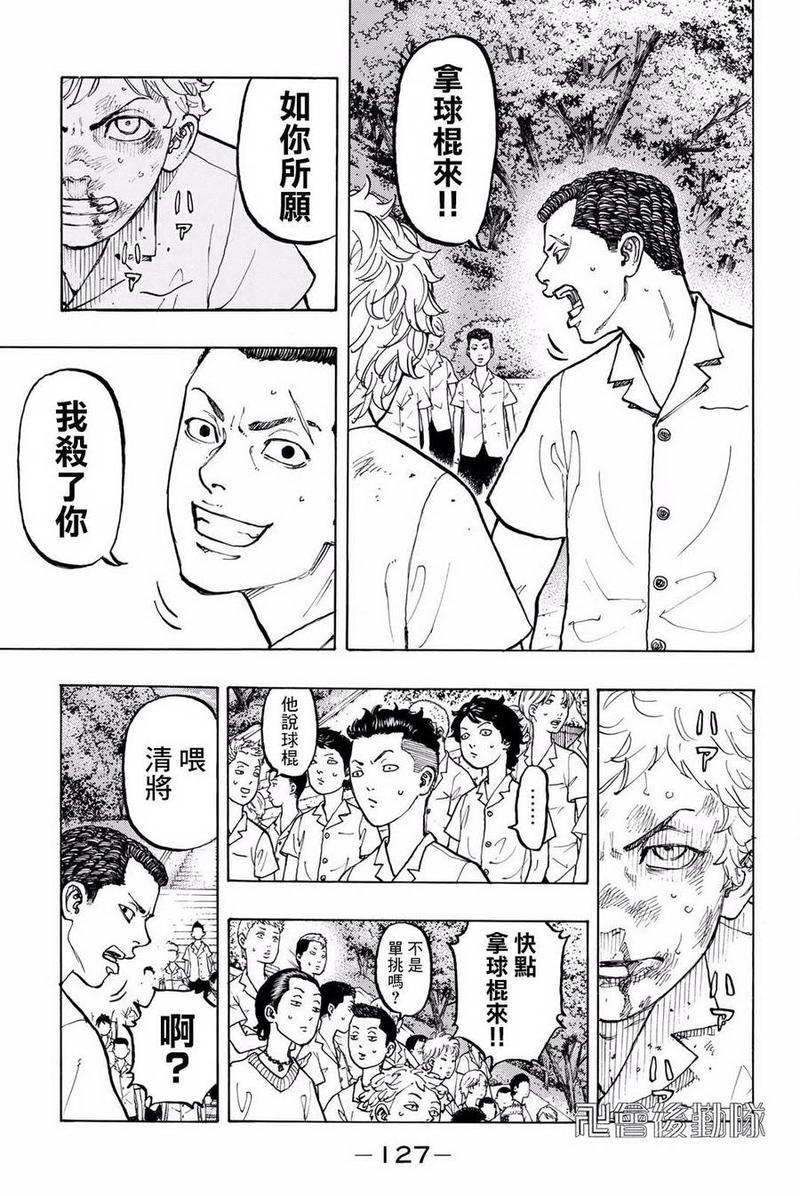 拿球棍來!!
如你所願
ハァ
ハァ
我殺了你
ハァ
ハァ
……
他說球棍
喂
清將
快點
拿球棍來!!
不是
單挑嗎?
啊?
卍會後勤隊
－127－